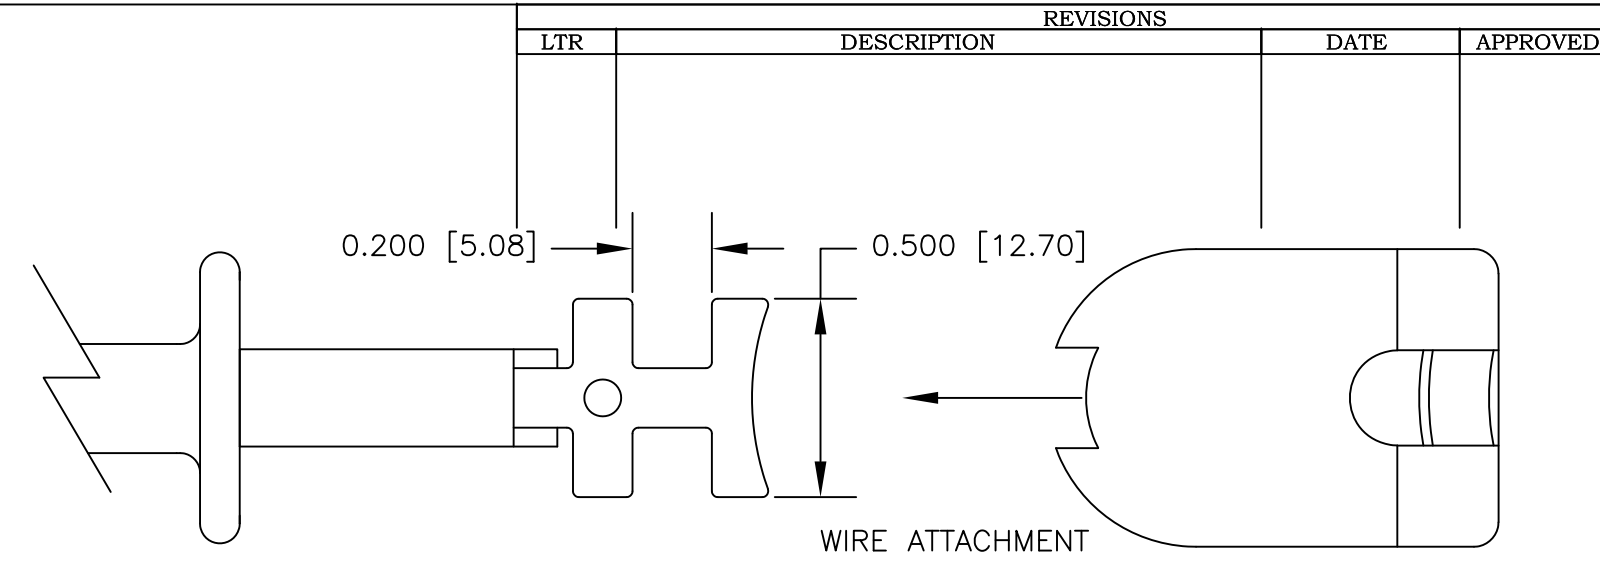 REVISIONS
LTR DESCRIPTION DATE APPROVED
0.200 [5.08]
0.500 [12.70]
WIRE ATTACHMENT